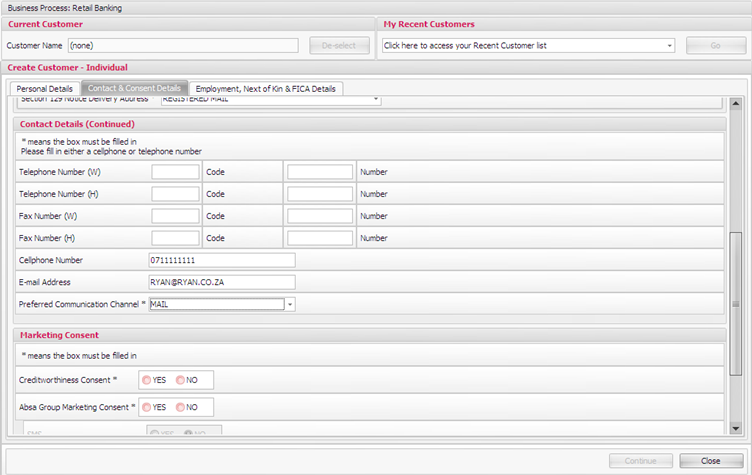 Business Process: Retail Banking
Current Customer
My Recent Customers
Customer Name (none) De-select
Click here to access your Recent Customer list Go
Create Customer - Individual
Personal Details Contact & Consent Details Employment, Next of Kin & FICA Details
Section 129 Notice Delivery Address REGISTERED MAIL
Contact Details (Continued)
* means the box must be filled in
Please fill in either a cellphone or telephone number
Telephone Number (W) Code Number
Telephone Number (H) Code Number
Fax Number (W) Code Number
Fax Number (H) Code Number
Cellphone Number 0711111111
E-mail Address RYAN@RYAN.CO.ZA
Preferred Communication Channel * MAIL
Marketing Consent
* means the box must be filled in
Creditworthiness Consent * YES NO
Absa Group Marketing Consent * YES NO
SMS YES NO
Continue Close